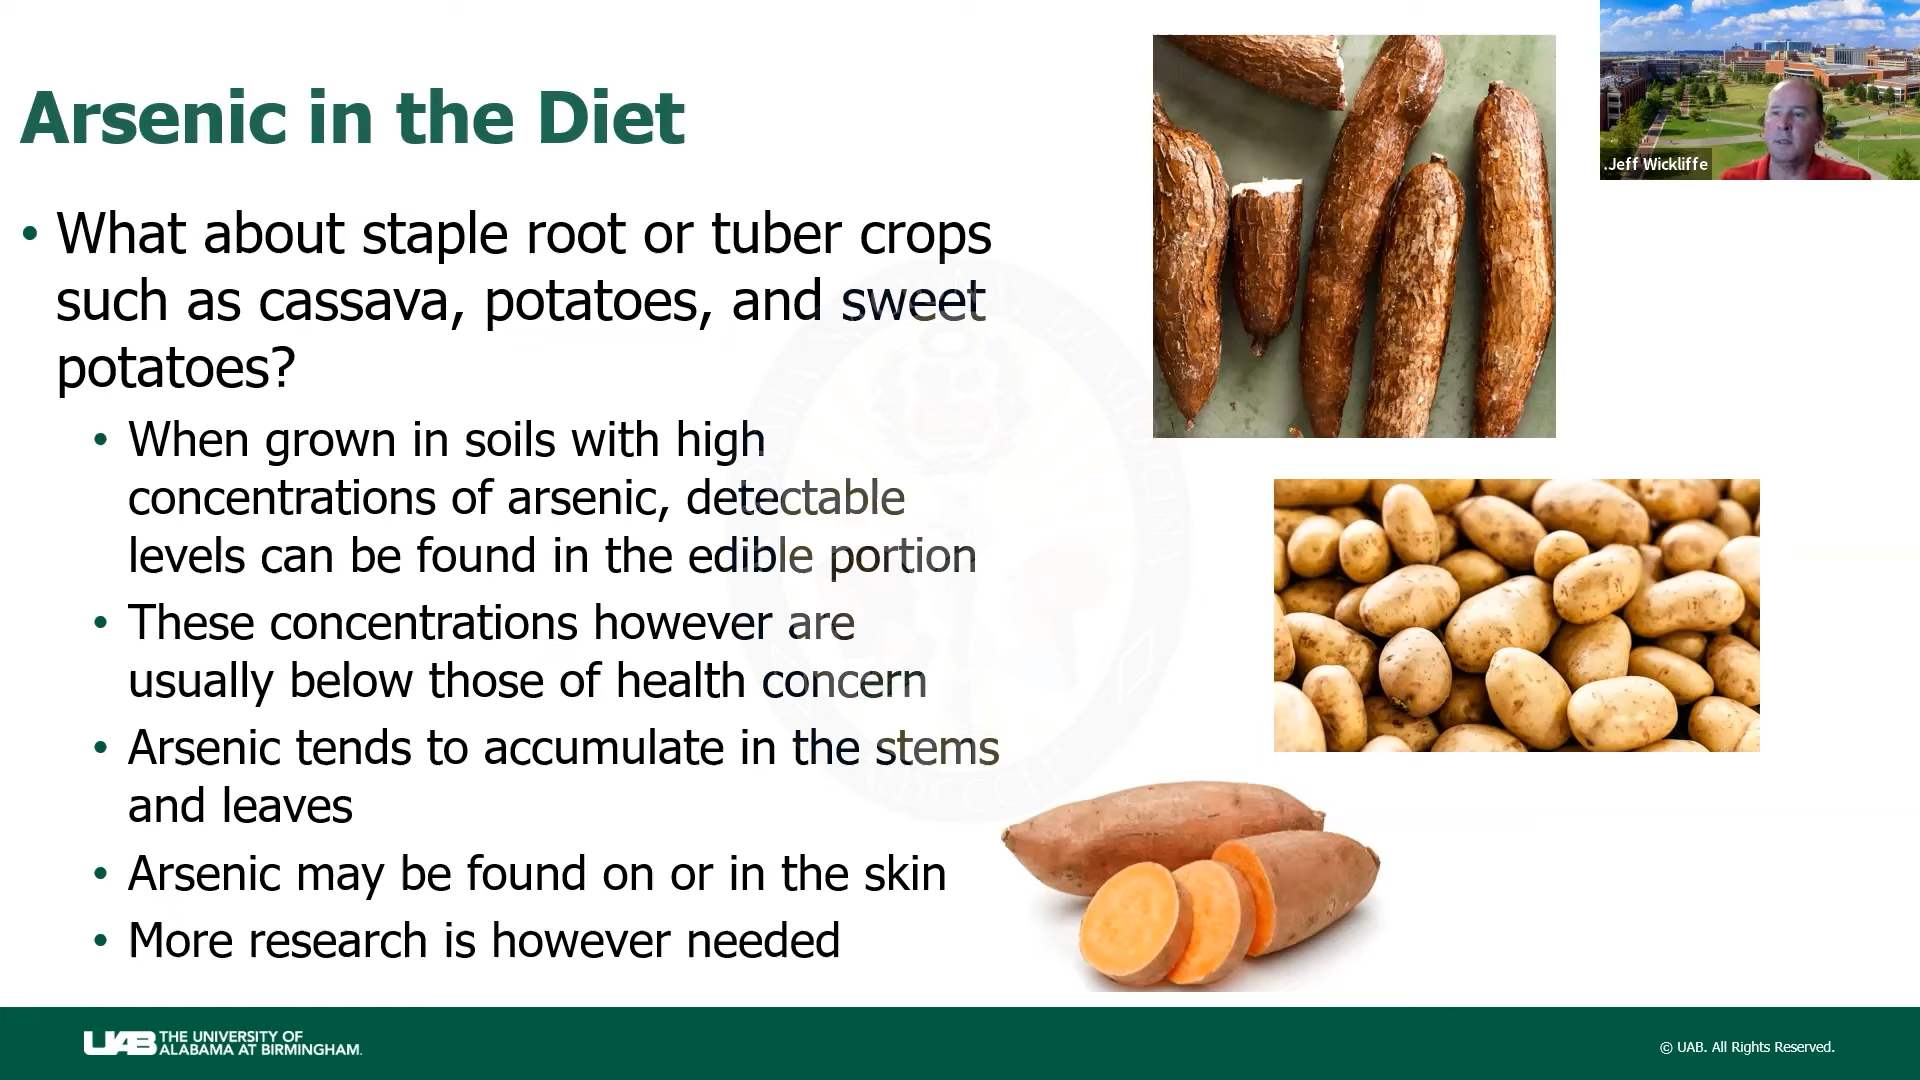 Arsenic in the Diet
• What about staple root or tuber crops
such as cassava, potatoes, and sweet
potatoes?
• When grown in soils with high
concentrations of arsenic, detectable
levels can be found in the edible portion
• These concentrations however are
usually below those of health concern
• Arsenic tends to accumulate in the stems
and leaves
• Arsenic may be found on or in the skin
• More research is however needed
.Jeff Wickliffe
UAB THE UNIVERSITY OF
ALABAMA AT BIRMINGHAM.
© UAB. All Rights Reserved.